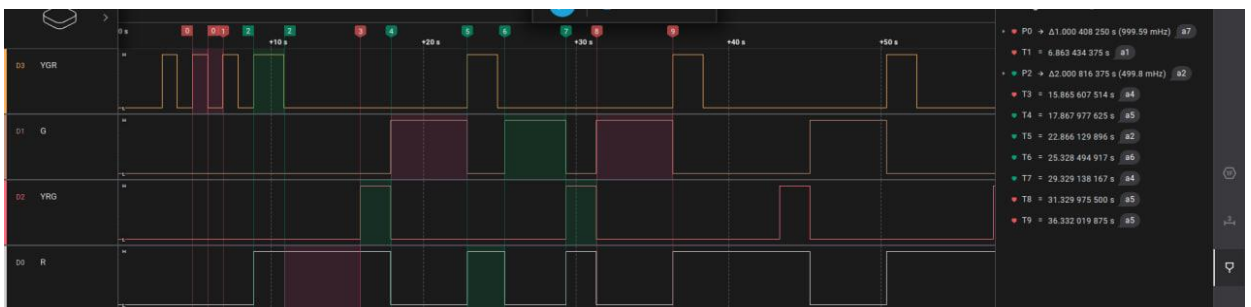 0 s
0 0 1 2 2 3 4 5 6 7 8 9
+10 s +20 s +30 s +40 s +50 s
D3 YGR
D1 G
D2 YRG
D0 R
H
L
H
L
H
L
H
P0 → Δ1.000 408 250 s (999.59 mHz) a7
T1 = 6.863 434 375 s a1
P2 → Δ2.000 816 375 s (499.8 mHz) a2
T3 = 15.865 607 514 s a4
T4 = 17.867 977 625 s a5
T5 = 22.866 129 896 s a2
T6 = 25.328 494 917 s a6
T7 = 29.329 138 167 s a4
T8 = 31.329 975 500 s a5
T9 = 36.332 019 875 s a5